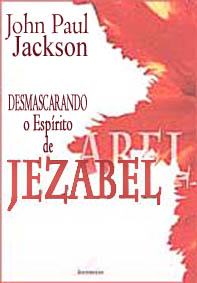 John Paul
Jackson
DESMASCARANDO
o Espírito
de
JEZABEL